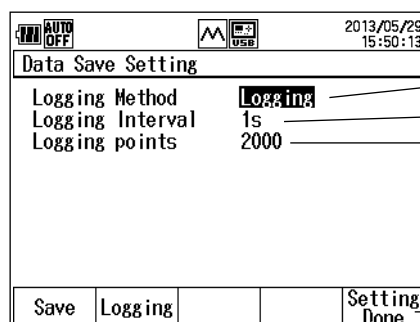 AUTO OFF USB 2013/05/29 15:50:13
Data Save Setting
Logging Method Logging
Logging Interval 1s
Logging points 2000
Save Logging Setting Done